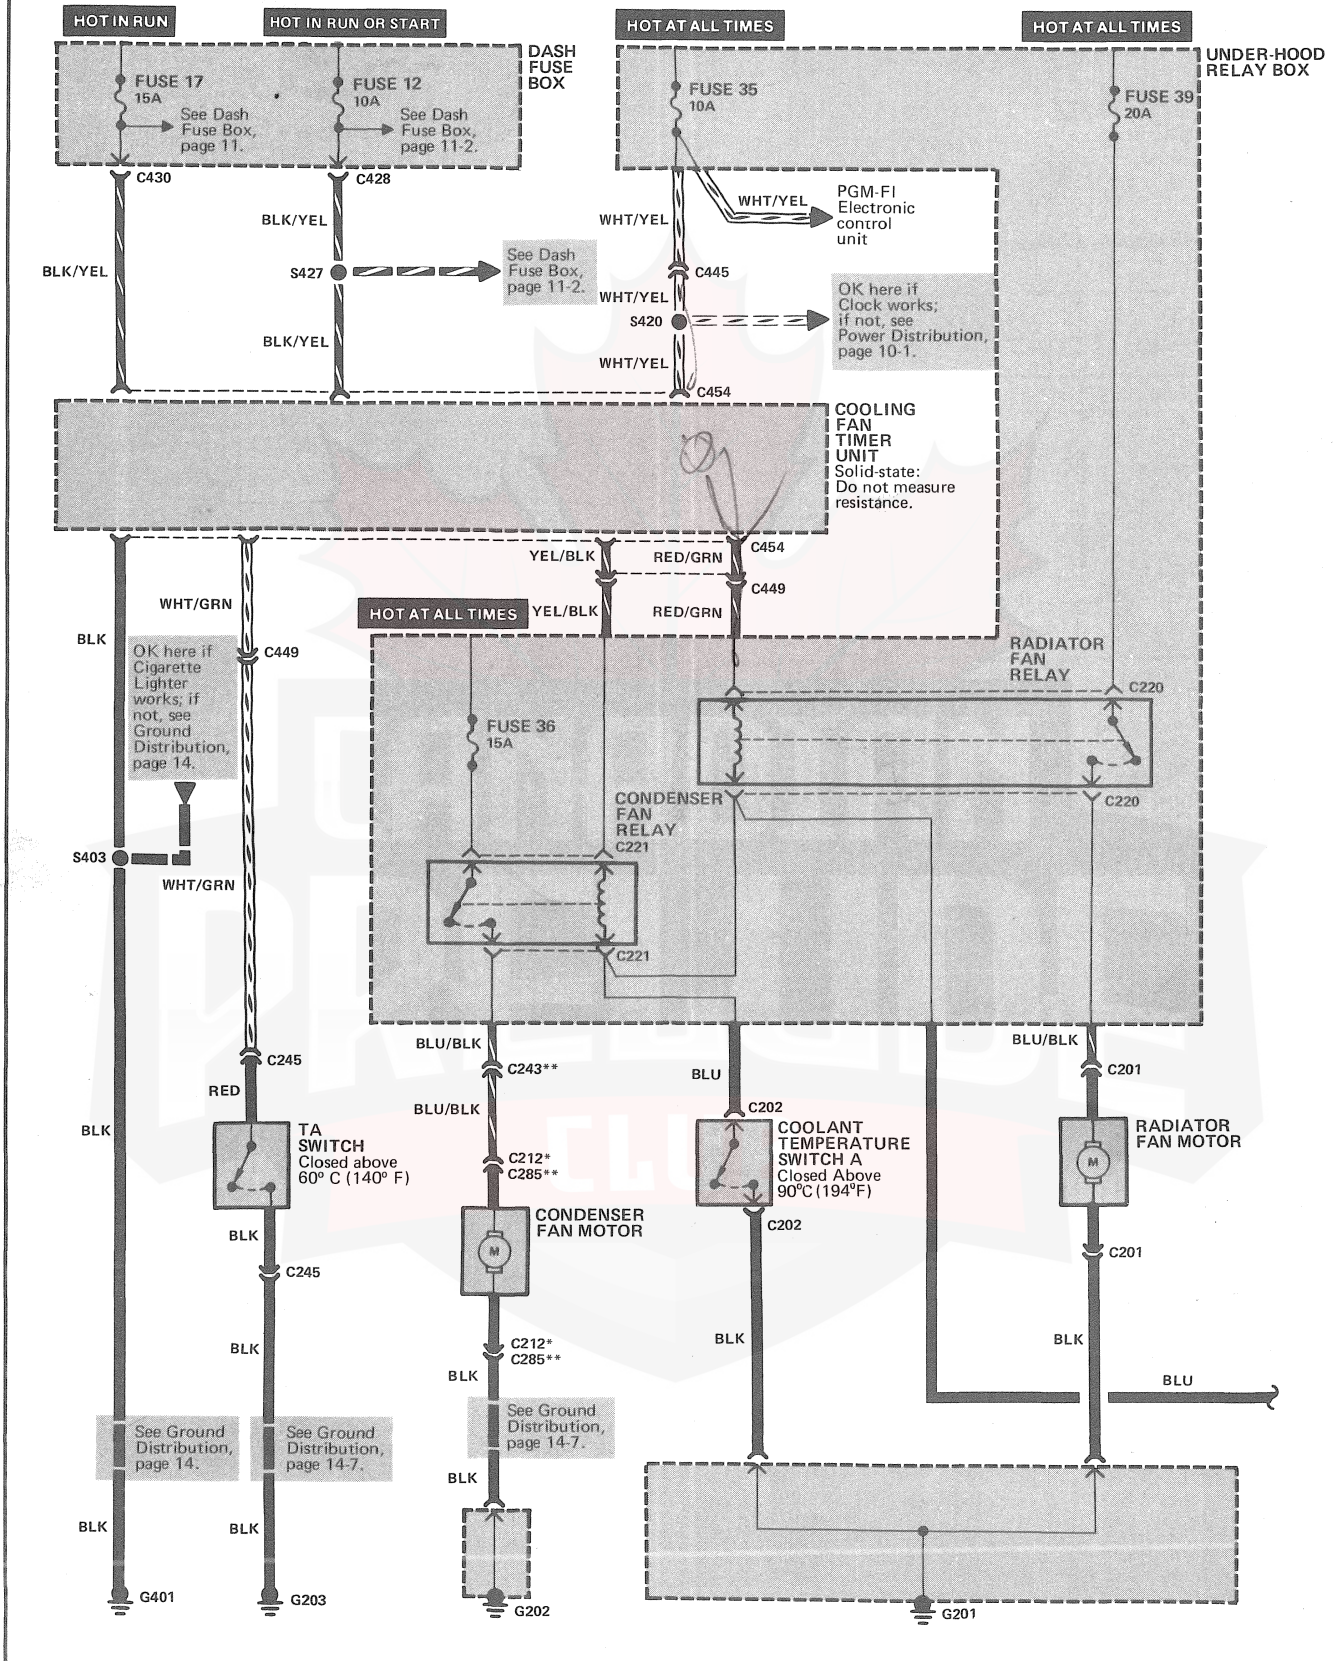 HOT IN RUN
HOT IN RUN OR START
HOT AT ALL TIMES
HOT AT ALL TIMES
DASH
FUSE
BOX
UNDER-HOOD
RELAY BOX
FUSE 17
15A
See Dash
Fuse Box,
page 11.
FUSE 12
10A
See Dash
Fuse Box,
page 11-2.
FUSE 35
10A
FUSE 39
20A
C430
C428
BLK/YEL
BLK/YEL
S427
See Dash
Fuse Box,
page 11-2.
BLK/YEL
WHT/YEL
WHT/YEL
PGM-FI
Electronic
control
unit
C445
WHT/YEL
S420
OK here if
Clock works;
if not, see
Power Distribution,
page 10-1.
WHT/YEL
C454
COOLING
FAN
TIMER
UNIT
Solid-state:
Do not measure
resistance.
YEL/BLK
RED/GRN
C454
C449
YEL/BLK
RED/GRN
WHT/GRN
BLK
C449
OK here if
Cigarette
Lighter
works; if
not, see
Ground
Distribution,
page 14.
S403
WHT/GRN
HOT AT ALL TIMES
FUSE 36
15A
RADIATOR
FAN
RELAY
C220
C220
CONDENSER
FAN
RELAY
C221
C221
PRELUDE
CLUB
C245
RED
TA
SWITCH
Closed above
60° C (140° F)
BLK
BLK
C245
BLK
BLU/BLK
C243**
BLU/BLK
C212*
C285**
CONDENSER
FAN MOTOR
M
C212*
C285**
BLK
BLU
C202
COOLANT
TEMPERATURE
SWITCH A
Closed Above
90°C (194°F)
C202
BLU/BLK
C201
RADIATOR
FAN MOTOR
M
C201
BLK
BLK
BLU
See Ground
Distribution,
page 14.
See Ground
Distribution,
page 14-7.
See Ground
Distribution,
page 14-7.
BLK
BLK
BLK
G401
G203
G202
G201